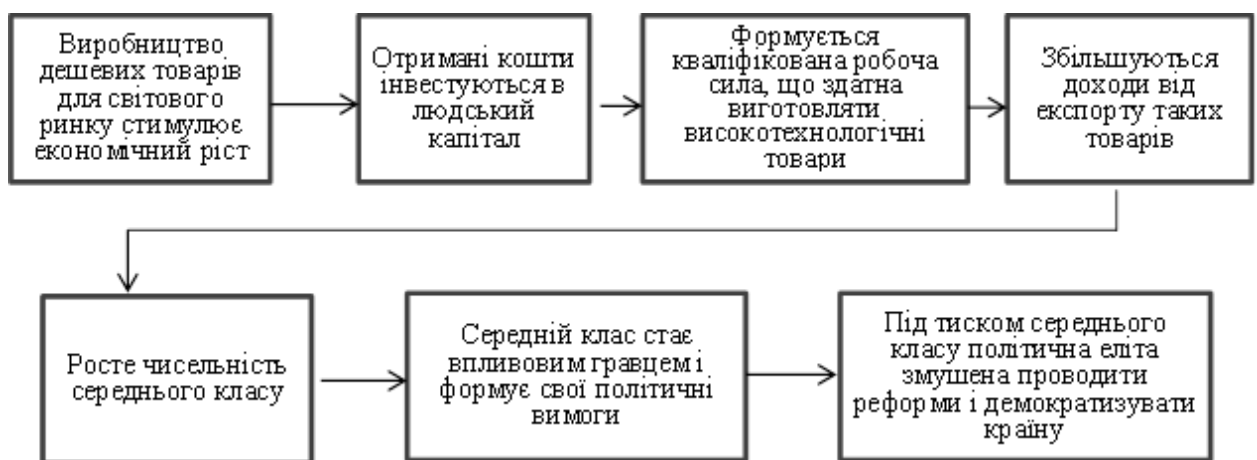 Виробництво
дешевих товарів
для світового
ринку стимулює
економічний ріст
Отримані кошти
інвестуються в
людський
капітал
Формується
кваліфікована робоча
сила, що здатна
виготовляти
високотехнологічні
товари
Збільшуються
доходи від
експорту таких
товарів
Росте чисельність
середнього класу
Середній клас стає
впливовим гравцем і
формує свої політичні
вимоги
Під тиском середнього
класу політична еліта
змушена проводити
реформи і демократизувати
країну